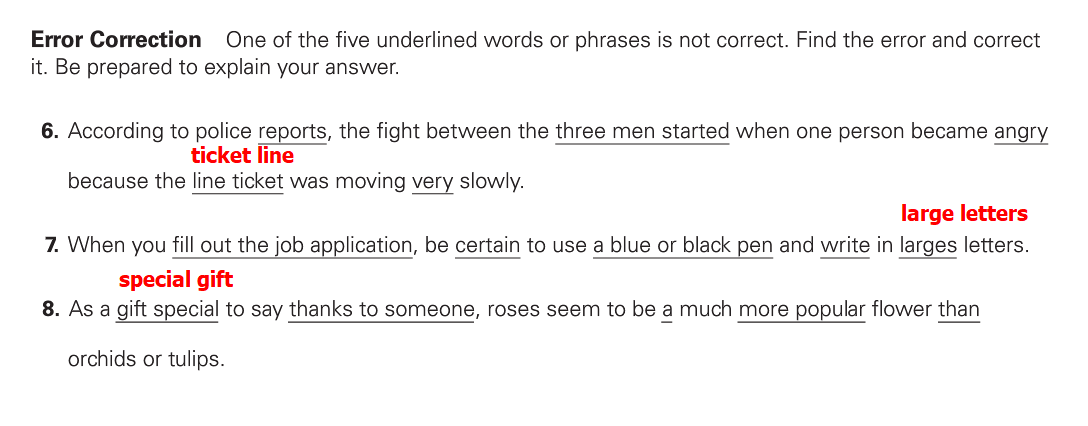 Error Correction One of the five underlined words or phrases is not correct. Find the error and correct
it. Be prepared to explain your answer.
6. According to police reports, the fight between the three men started when one person became angry
ticket line
because the line ticket was moving very slowly.
large letters
7. When you fill out the job application, be certain to use a blue or black pen and write in larges letters.
special gift
8. As a gift special to say thanks to someone, roses seem to be a much more popular flower than
orchids or tulips.